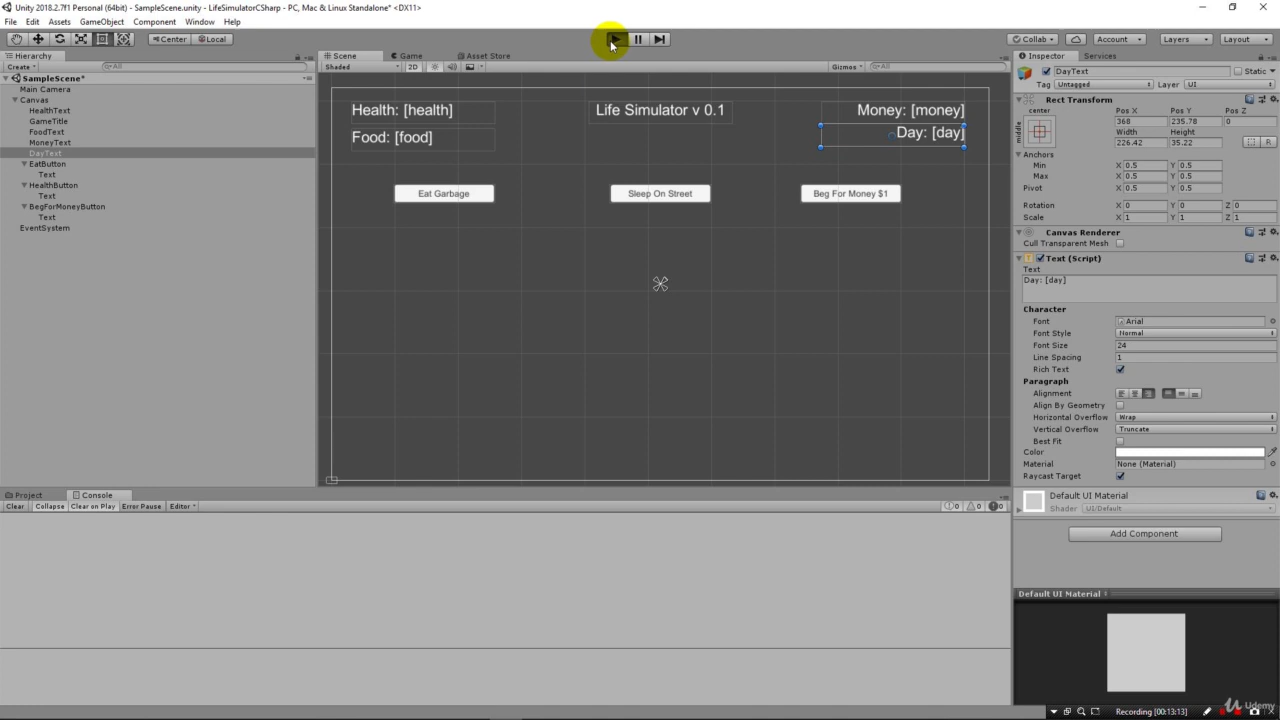 Unity 2018.2.7f1 Personal (64bit) - SampleScene.unity - LifeSimulatorCSharp - PC, Mac & Linux Standalone* <DX11>
File Edit Assets GameObject Component Window Help
Center Local Collab Account Layers Layout
Hierarchy
Create All
SampleScene*
Main Camera
Canvas
HealthText
GameTitle
FoodText
MoneyText
DayText
EatButton
Text
HealthButton
Text
BegForMoneyButton
Text
EventSystem
Scene Game Asset Store
Shaded 2D Gizmos All
Health: [health] Life Simulator v 0.1 Money: [money]
Food: [food] Day: [day]
Eat Garbage Sleep On Street Beg For Money $1
Project Console
Clear Collapse Clear on Play Error Pause Editor 0 0 0
Inspector Services
DayText Static
Tag Untagged Layer UI
Rect Transform
center Pos X Pos Y Pos Z
middle 368 235.78 0
Width Height
226.42 35.22 R
Anchors
Min X 0.5 Y 0.5
Max X 0.5 Y 0.5
Pivot X 0.5 Y 0.5
Rotation X 0 Y 0 Z 0
Scale X 1 Y 1 Z 1
Canvas Renderer
Cull Transparent Mesh
Text (Script)
Text
Day: [day]
Character
Font Arial
Font Style Normal
Font Size 24
Line Spacing 1
Rich Text
Paragraph
Alignment
Align By Geometry
Horizontal Overflow Wrap
Vertical Overflow Truncate
Best Fit
Color
Material None (Material)
Raycast Target
Default UI Material
Shader UI/Default
Add Component
Default UI Material
Recording [00:13:13]
Udemy